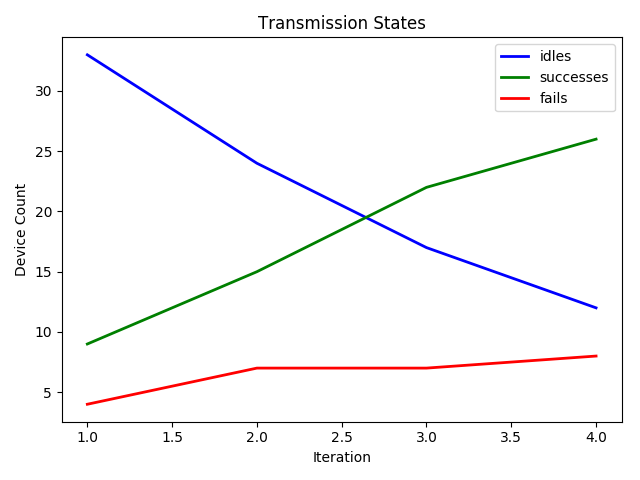 Transmission States
idles
successes
fails
Device Count
30
25
20
15
10
5
1.0 1.5 2.0 2.5 3.0 3.5 4.0
Iteration